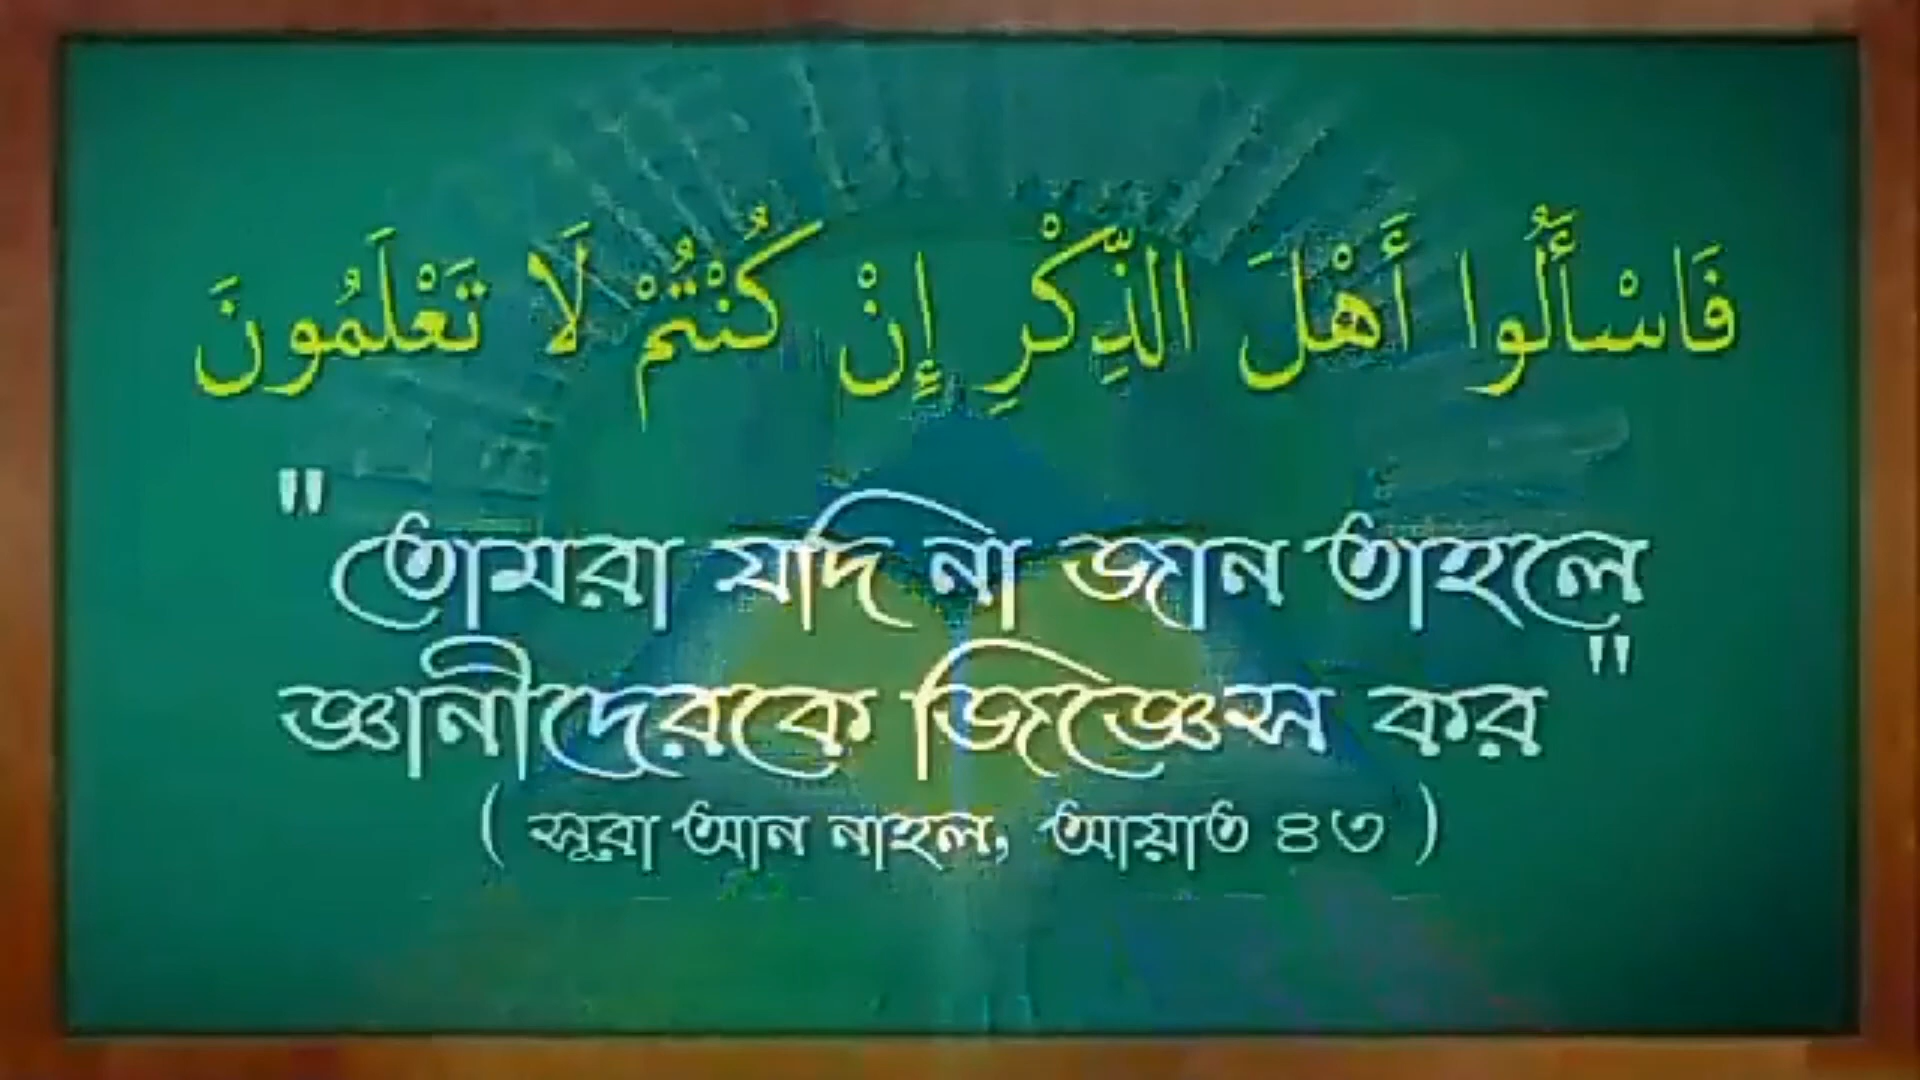 فَاسْأَلُوا أَهْلَ الذِّكْرِ إِنْ كُنْتُمْ لَا تَعْلَمُونَ
"তোমরা যদি না জান তাহলে
জ্ঞানীদেরকে জিজ্ঞেস কর"
( সূরা আন নাহল, আয়াত ৪৩ )